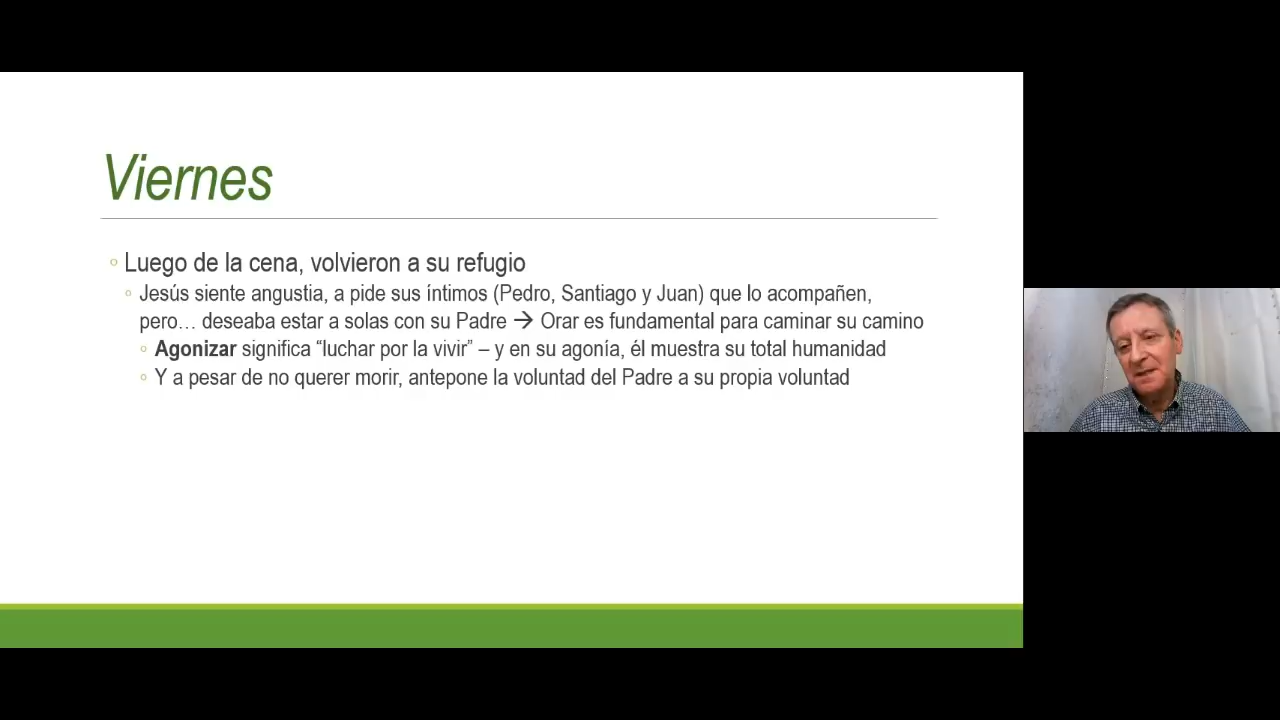 Viernes
Luego de la cena, volvieron a su refugio
Jesús siente angustia, a pide sus íntimos (Pedro, Santiago y Juan) que lo acompañen,
pero… deseaba estar a solas con su Padre → Orar es fundamental para caminar su camino
Agonizar significa “luchar por la vivir” – y en su agonía, él muestra su total humanidad
Y a pesar de no querer morir, antepone la voluntad del Padre a su propia voluntad